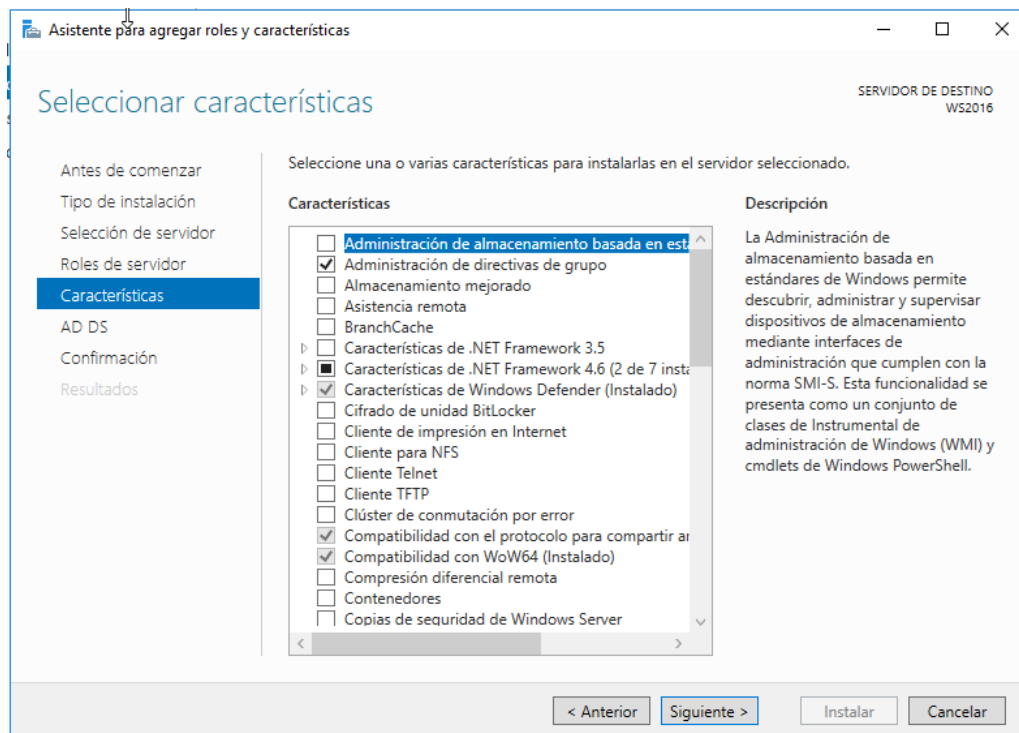 Asistente para agregar roles y características
Seleccionar características
SERVIDOR DE DESTINO
WS2016
Antes de comenzar
Tipo de instalación
Selección de servidor
Roles de servidor
Características
AD DS
Confirmación
Resultados
Seleccione una o varias características para instalarlas en el servidor seleccionado.
Características
Administración de almacenamiento basada en está
Administración de directivas de grupo
Almacenamiento mejorado
Asistencia remota
BranchCache
Características de .NET Framework 3.5
Características de .NET Framework 4.6 (2 de 7 insta
Características de Windows Defender (Instalado)
Cifrado de unidad BitLocker
Cliente de impresión en Internet
Cliente para NFS
Cliente Telnet
Cliente TFTP
Clúster de conmutación por error
Compatibilidad con el protocolo para compartir ar
Compatibilidad con WoW64 (Instalado)
Compresión diferencial remota
Contenedores
Copias de seguridad de Windows Server
Descripción
La Administración de
almacenamiento basada en
estándares de Windows permite
descubrir, administrar y supervisar
dispositivos de almacenamiento
mediante interfaces de
administración que cumplen con la
norma SMI-S. Esta funcionalidad se
presenta como un conjunto de
clases de Instrumental de
administración de Windows (WMI) y
cmdlets de Windows PowerShell.
< Anterior
Siguiente >
Instalar
Cancelar